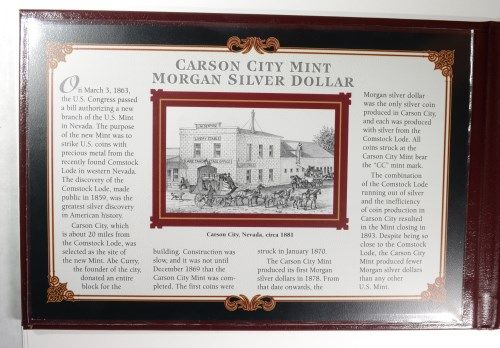 CARSON CITY MINT
MORGAN SILVER DOLLAR
On March 3, 1863,
the U.S. Congress passed
a bill authorizing a new
branch of the U.S. Mint
in Nevada. The purpose
of the new Mint was to
strike U.S. coins with
precious metal from the
recently found Comstock
Lode in western Nevada.
The discovery of the
Comstock Lode, made
public in 1859, was the
greatest silver discovery
in American history.
Carson City, which
is about 20 miles from
the Comstock Lode, was
selected as the site of
the new Mint. Abe Curry,
the founder of the city,
donated an entire
block for the
Carson City, Nevada, circa 1881
building. Construction was
slow, and it was not until
December 1869 that the
Carson City Mint was com-
pleted. The first coins were
struck in January 1870.
The Carson City Mint
produced its first Morgan
silver dollars in 1878. From
that date onwards, the
Morgan silver dollar
was the only silver coin
produced in Carson City,
and each was produced
with silver from the
Comstock Lode. All
coins struck at the
Carson City Mint bear
the "CC" mint mark.
The combination
of the Comstock Lode
running out of silver
and the inefficiency
of coin production in
Carson City resulted
in the Mint closing in
1893. Despite being so
close to the Comstock
Lode, the Carson City
Mint produced fewer
Morgan silver dollars
than any other
U.S. Mint.